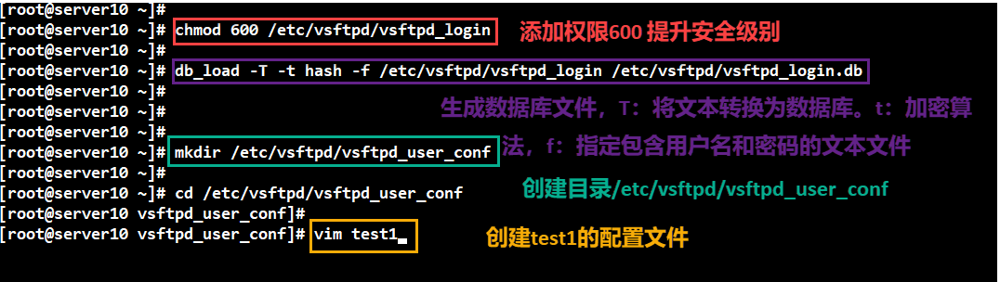 [root@server10 ~]#
[root@server10 ~]# chmod 600 /etc/vsftpd/vsftpd_login 添加权限600 提升安全级别
[root@server10 ~]#
[root@server10 ~]# db_load -T -t hash -f /etc/vsftpd/vsftpd_login /etc/vsftpd/vsftpd_login.db
[root@server10 ~]#
生成数据库文件，T：将文本转换为数据库。t：加密算
[root@server10 ~]#
[root@server10 ~]# mkdir /etc/vsftpd/vsftpd_user_conf 法，f：指定包含用户名和密码的文本文件
[root@server10 ~]#
[root@server10 ~]# cd /etc/vsftpd/vsftpd_user_conf 创建目录/etc/vsftpd/vsftpd_user_conf
[root@server10 vsftpd_user_conf]#
[root@server10 vsftpd_user_conf]# vim test1 创建test1的配置文件